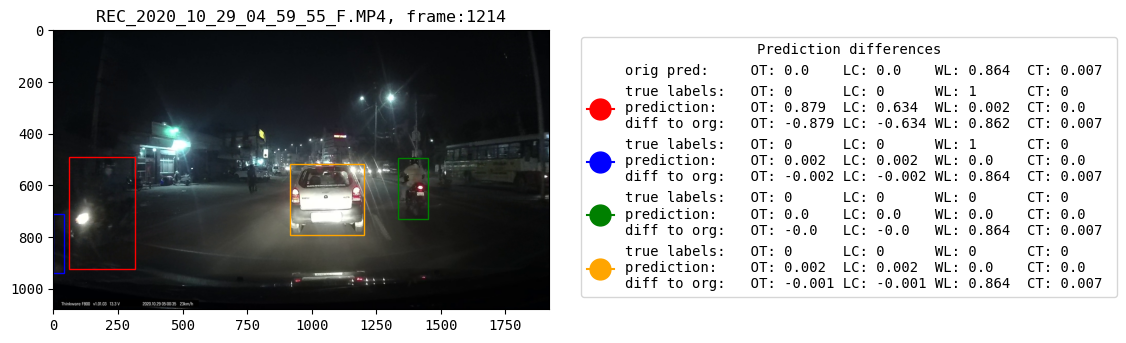 REC_2020_10_29_04_59_55_F.MP4, frame:1214
0
200
400
600
800
1000
0 250 500 750 1000 1250 1500 1750
Prediction differences
orig pred: OT: 0.0 LC: 0.0 WL: 0.864 CT: 0.007
true labels: OT: 0 LC: 0 WL: 1 CT: 0
prediction: OT: 0.879 LC: 0.634 WL: 0.002 CT: 0.0
diff to org: OT: -0.879 LC: -0.634 WL: 0.862 CT: 0.007
true labels: OT: 0 LC: 0 WL: 1 CT: 0
prediction: OT: 0.002 LC: 0.002 WL: 0.0 CT: 0.0
diff to org: OT: -0.002 LC: -0.002 WL: 0.864 CT: 0.007
true labels: OT: 0 LC: 0 WL: 0 CT: 0
prediction: OT: 0.0 LC: 0.0 WL: 0.0 CT: 0.0
diff to org: OT: -0.0 LC: -0.0 WL: 0.864 CT: 0.007
true labels: OT: 0 LC: 0 WL: 0 CT: 0
prediction: OT: 0.002 LC: 0.002 WL: 0.0 CT: 0.0
diff to org: OT: -0.001 LC: -0.001 WL: 0.864 CT: 0.007